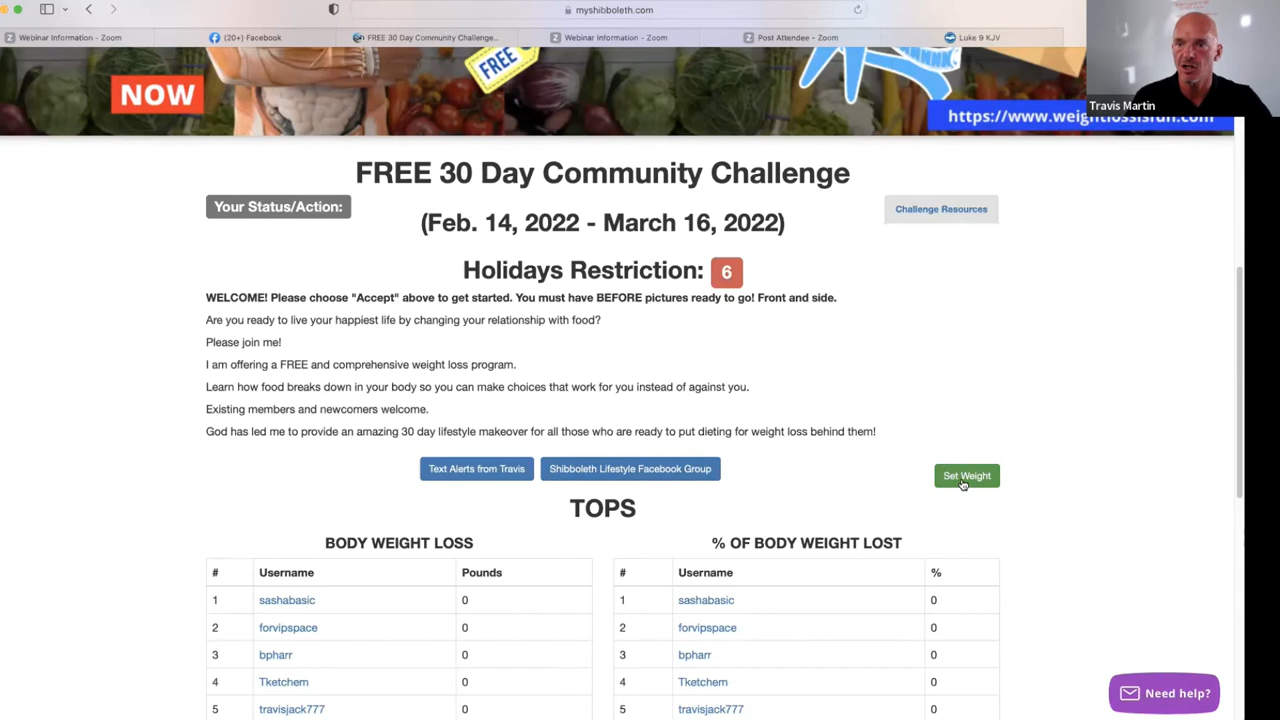 myshibboleth.com
Webinar Information - Zoom
(20+) Facebook
FREE 30 Day Community Challenge...
Webinar Information - Zoom
Post Attendee - Zoom
Luke 9 KJV
NOW
FREE
Travis Martin
https://www.weightlossisfun.com
FREE 30 Day Community Challenge
Your Status/Action:
Challenge Resources
(Feb. 14, 2022 - March 16, 2022)
Holidays Restriction: 6
WELCOME! Please choose "Accept" above to get started. You must have BEFORE pictures ready to go! Front and side.
Are you ready to live your happiest life by changing your relationship with food?
Please join me!
I am offering a FREE and comprehensive weight loss program.
Learn how food breaks down in your body so you can make choices that work for you instead of against you.
Existing members and newcomers welcome.
God has led me to provide an amazing 30 day lifestyle makeover for all those who are ready to put dieting for weight loss behind them!
Text Alerts from Travis
Shibboleth Lifestyle Facebook Group
Set Weight
TOPS
BODY WEIGHT LOSS
# Username Pounds
1 sashabasic 0
2 forvipspace 0
3 bpharr 0
4 Tketchem 0
5 travisjack777 0
% OF BODY WEIGHT LOST
# Username %
1 sashabasic 0
2 forvipspace 0
3 bpharr 0
4 Tketchem 0
5 travisjack777 0
Need help?